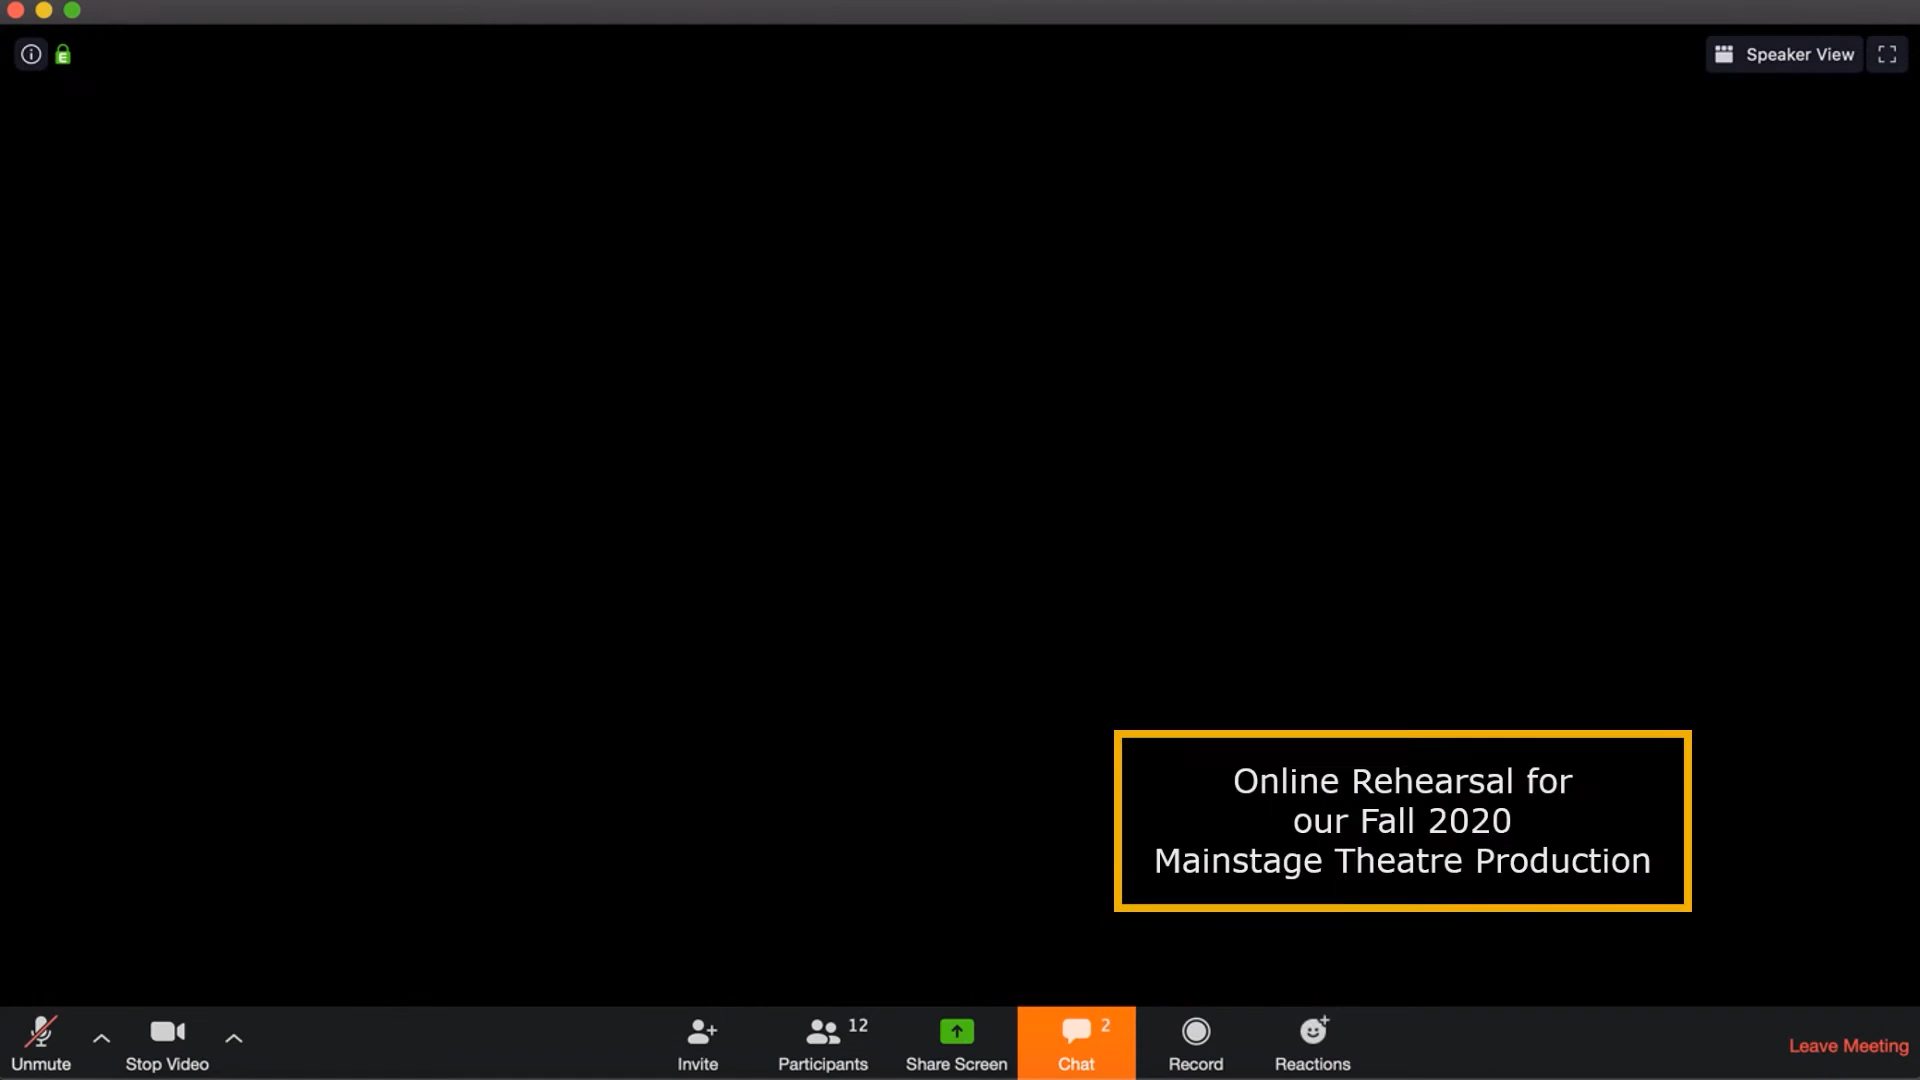 E
Speaker View
Online Rehearsal for
our Fall 2020
Mainstage Theatre Production
Unmute
Stop Video
Invite
12
Participants
Share Screen
2
Chat
Record
Reactions
Leave Meeting